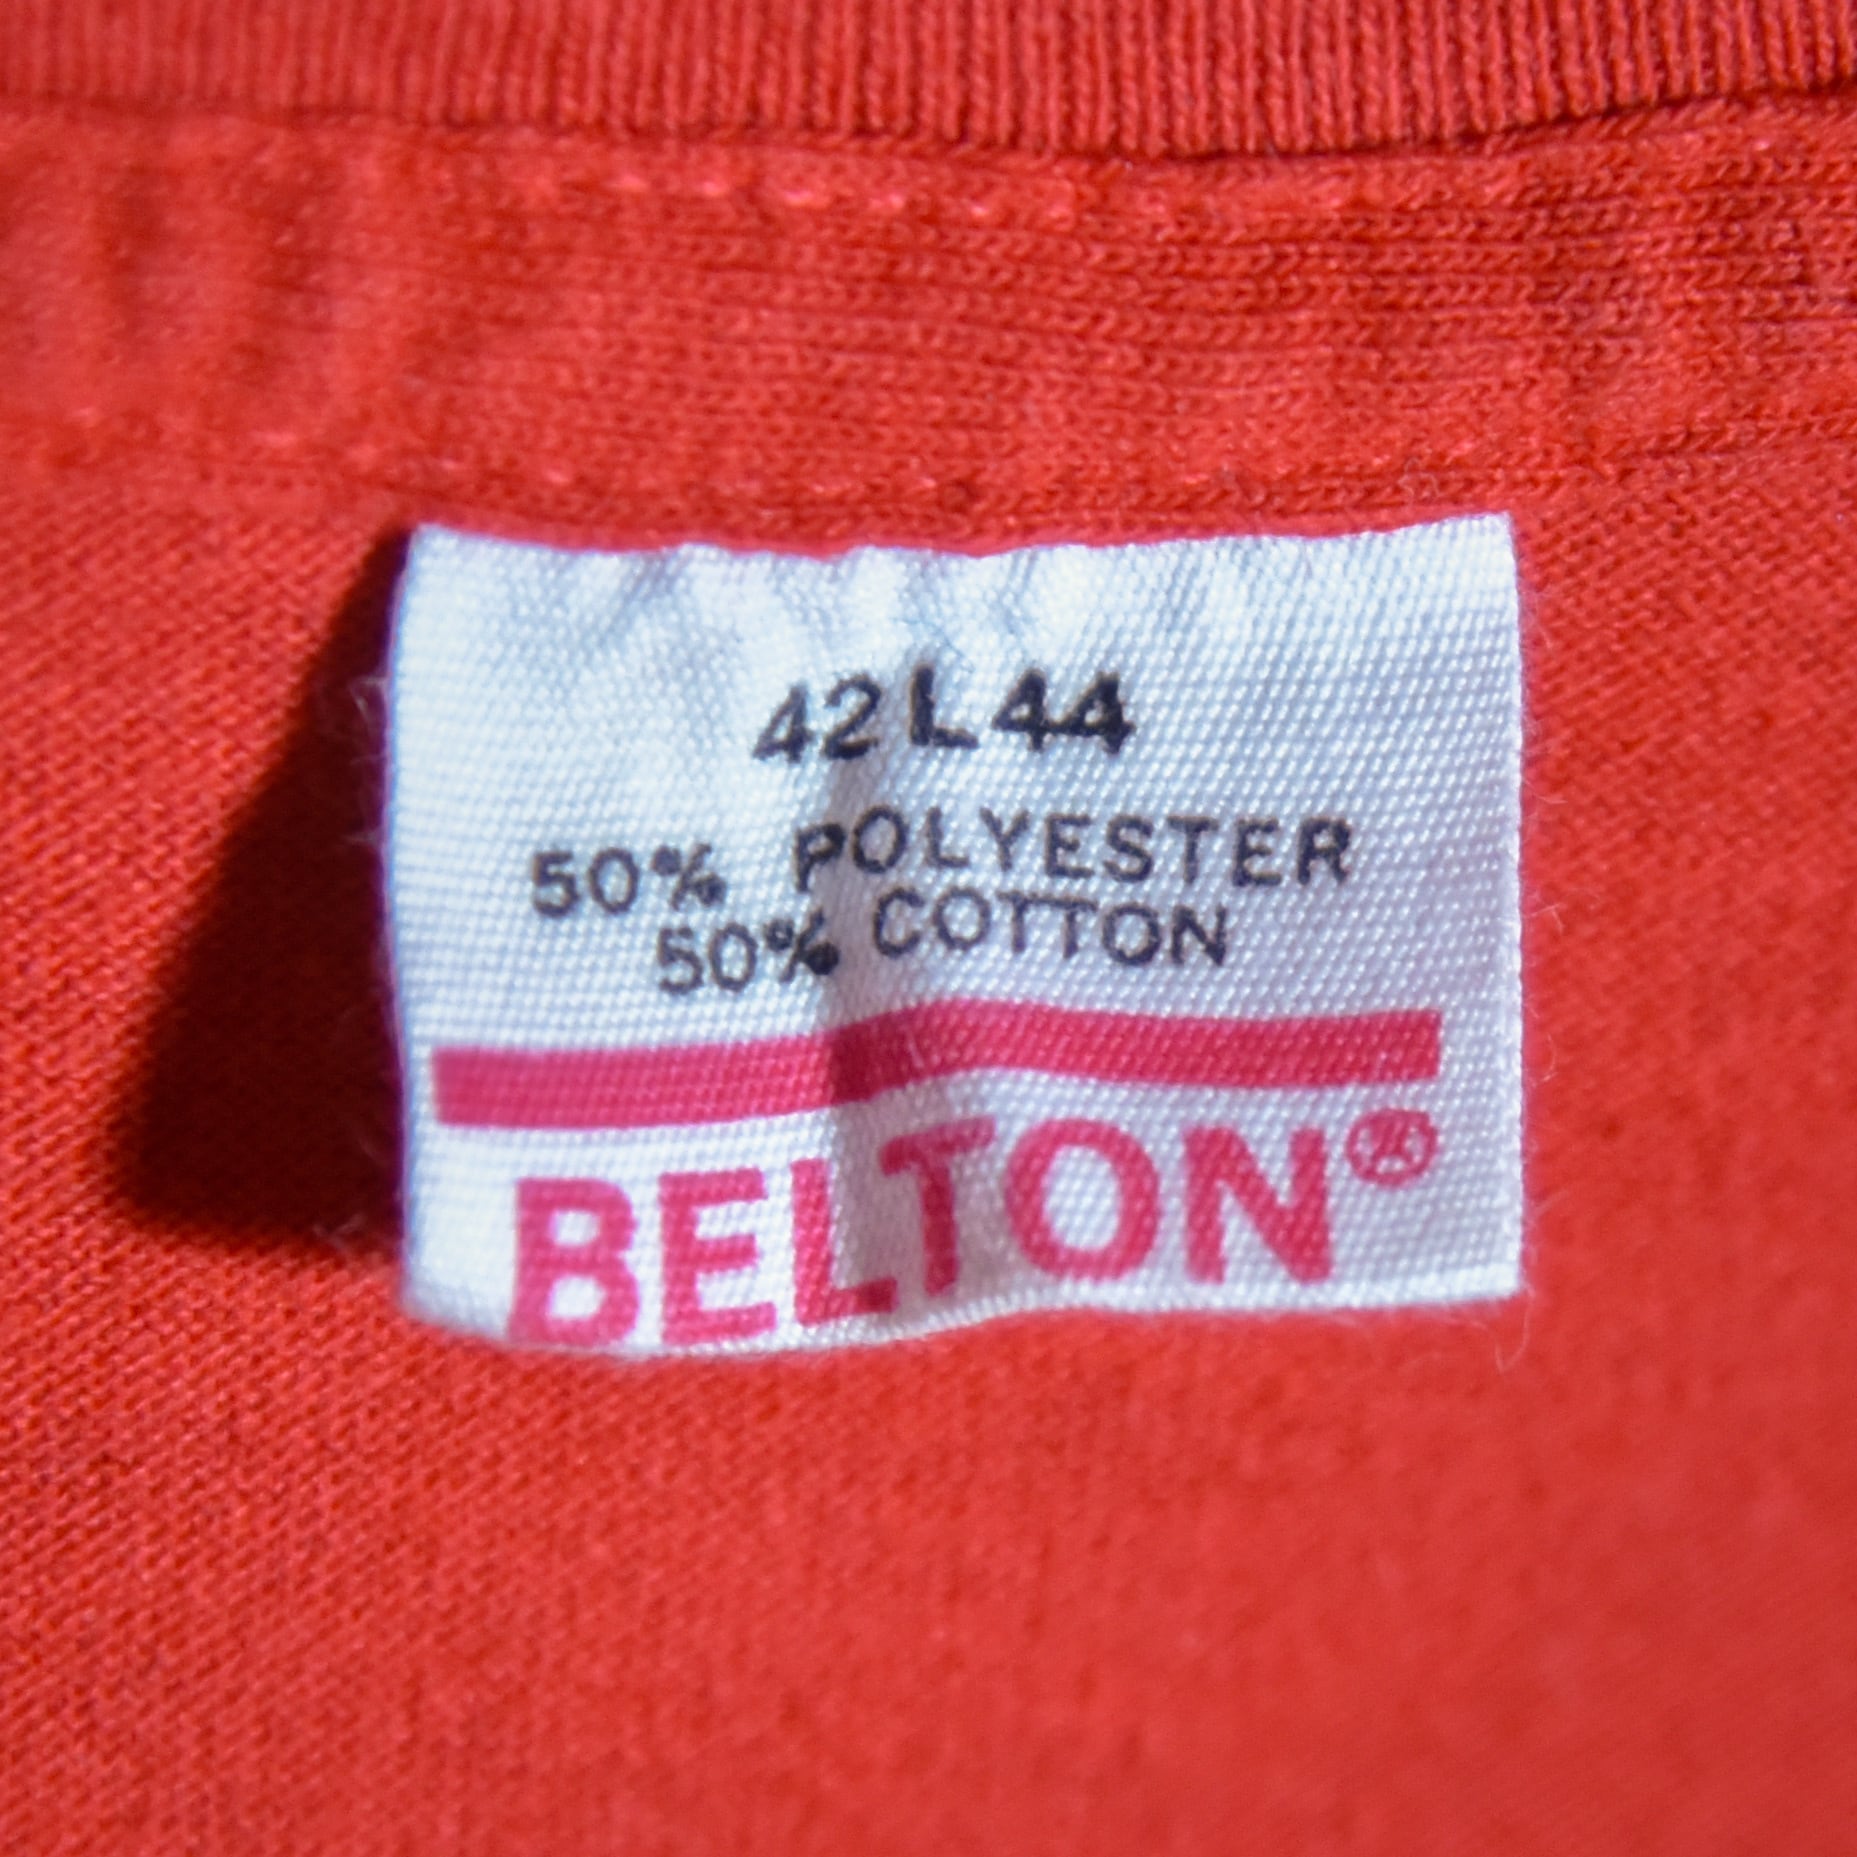 42 L 44
50% POLYESTER
50% COTTON
BELTON®